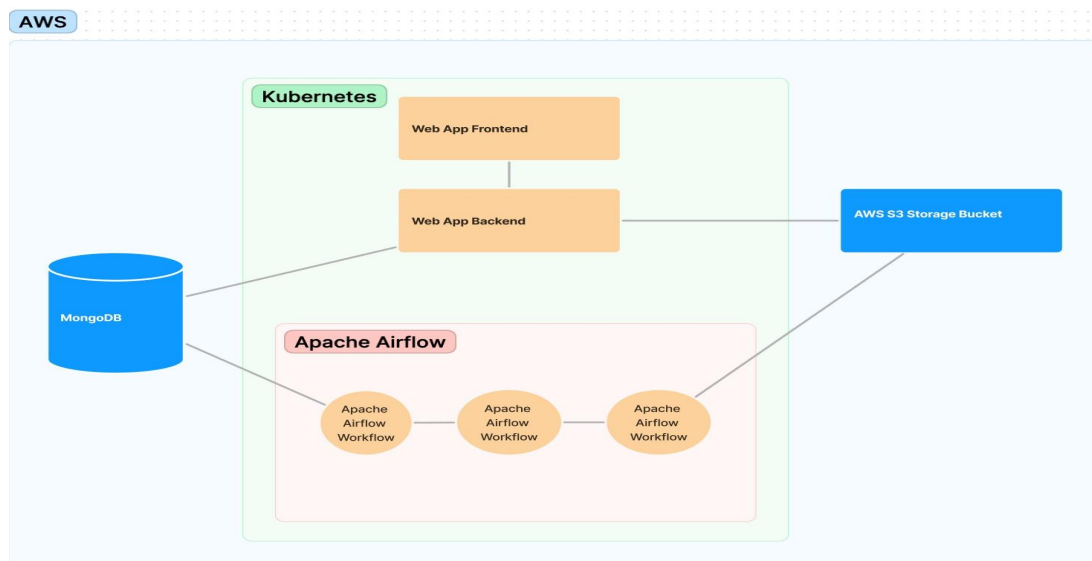 AWS
Kubernetes
Web App Frontend
Web App Backend
AWS S3 Storage Bucket
MongoDB
Apache Airflow
Apache
Airflow
Workflow
Apache
Airflow
Workflow
Apache
Airflow
Workflow